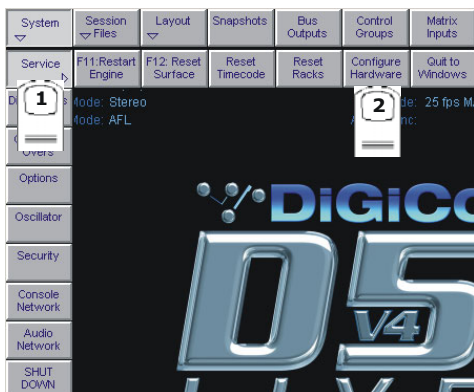 System
Session
Files
Layout
Snapshots
Bus
Outputs
Control
Groups
Matrix
Inputs
Service
F11:Restart
Engine
F12: Reset
Surface
Reset
Timecode
Reset
Racks
Configure
Hardware
Quit to
Windows
1
2
Mode: Stereo
25 fps
Mode: AFL
Overs
Options
Oscillator
Security
Console
Network
Audio
Network
SHUT
DOWN
DiGiCo
D5
V4
LIVE